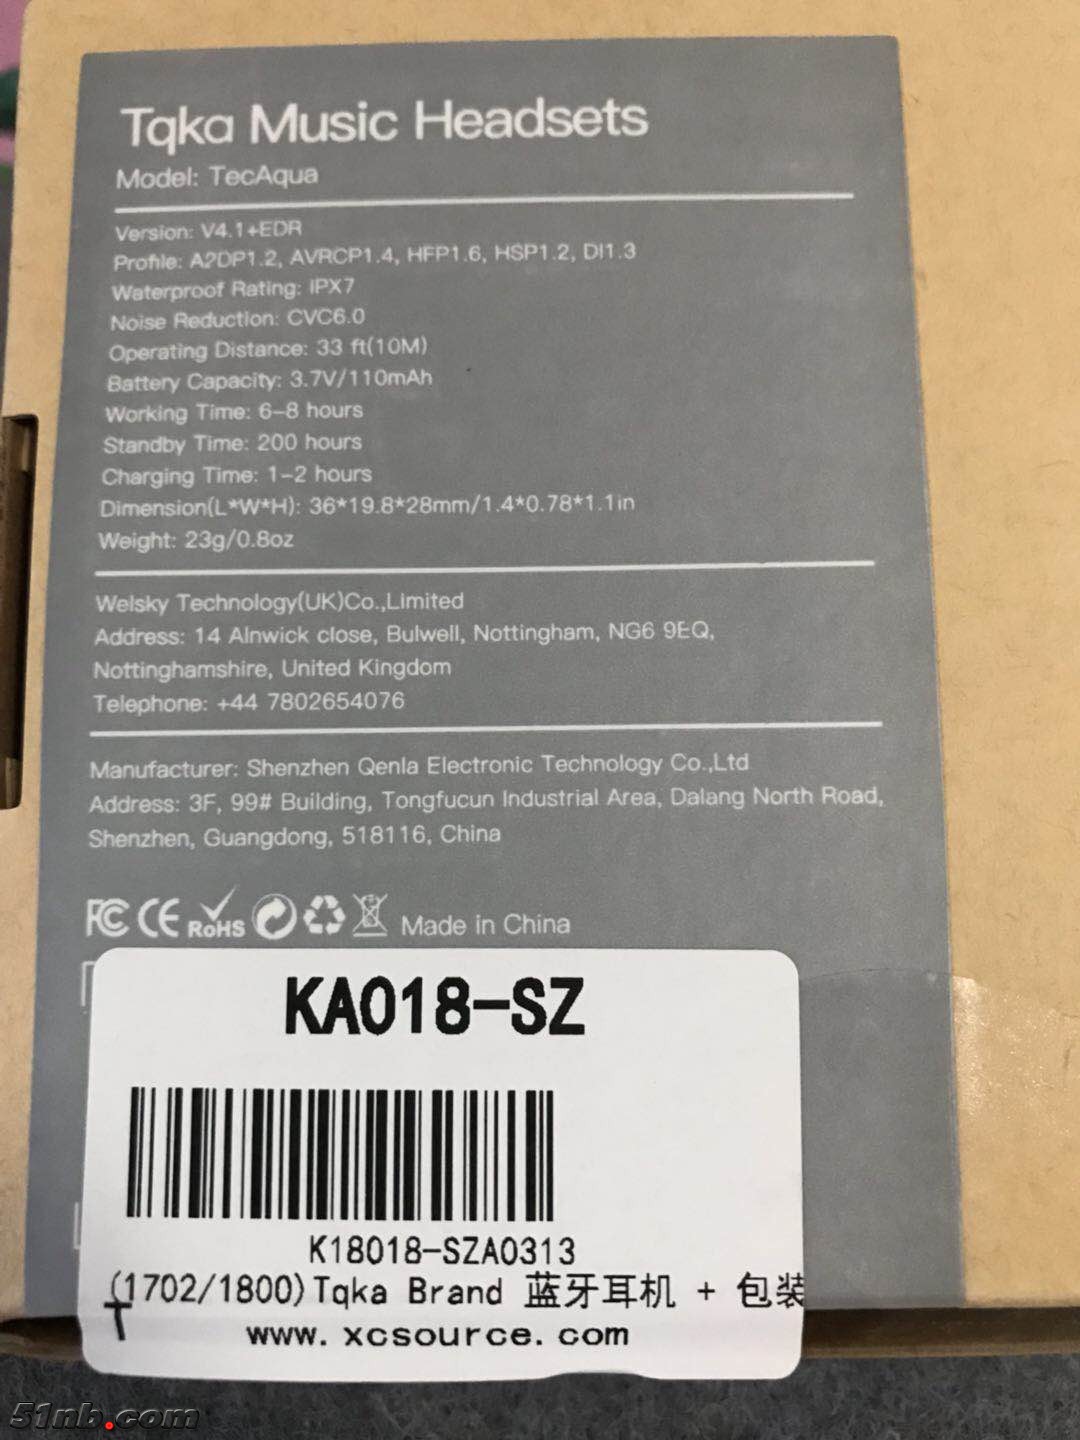 Tqka Music Headsets
Model: TecAqua
Version: V4.1+EDR
Profile: A2DP1.2, AVRCP1.4, HFP1.6, HSP1.2, DI1.3
Waterproof Rating: IPX7
Noise Reduction: CVC6.0
Operating Distance: 33 ft(10M)
Battery Capacity: 3.7V/110mAh
Working Time: 6-8 hours
Standby Time: 200 hours
Charging Time: 1-2 hours
Dimension(L*W*H): 36*19.8*28mm/1.4*0.78*1.1in
Weight: 23g/0.8oz
Welsky Technology(UK)Co.,Limited
Address: 14 Alnwick close, Bulwell, Nottingham, NG6 9EQ,
Nottinghamshire, United Kingdom
Telephone: +44 7802654076
Manufacturer: Shenzhen Qenla Electronic Technology Co.,Ltd
Address: 3F, 99# Building, Tongfucun Industrial Area, Dalang North Road,
Shenzhen, Guangdong, 518116, China
FC CE RoHS Made in China
KA018-SZ
K18018-SZA0313
(1702/1800)Tqka Brand 蓝牙耳机 + 包装
T www.xcsource.com
51nb.com